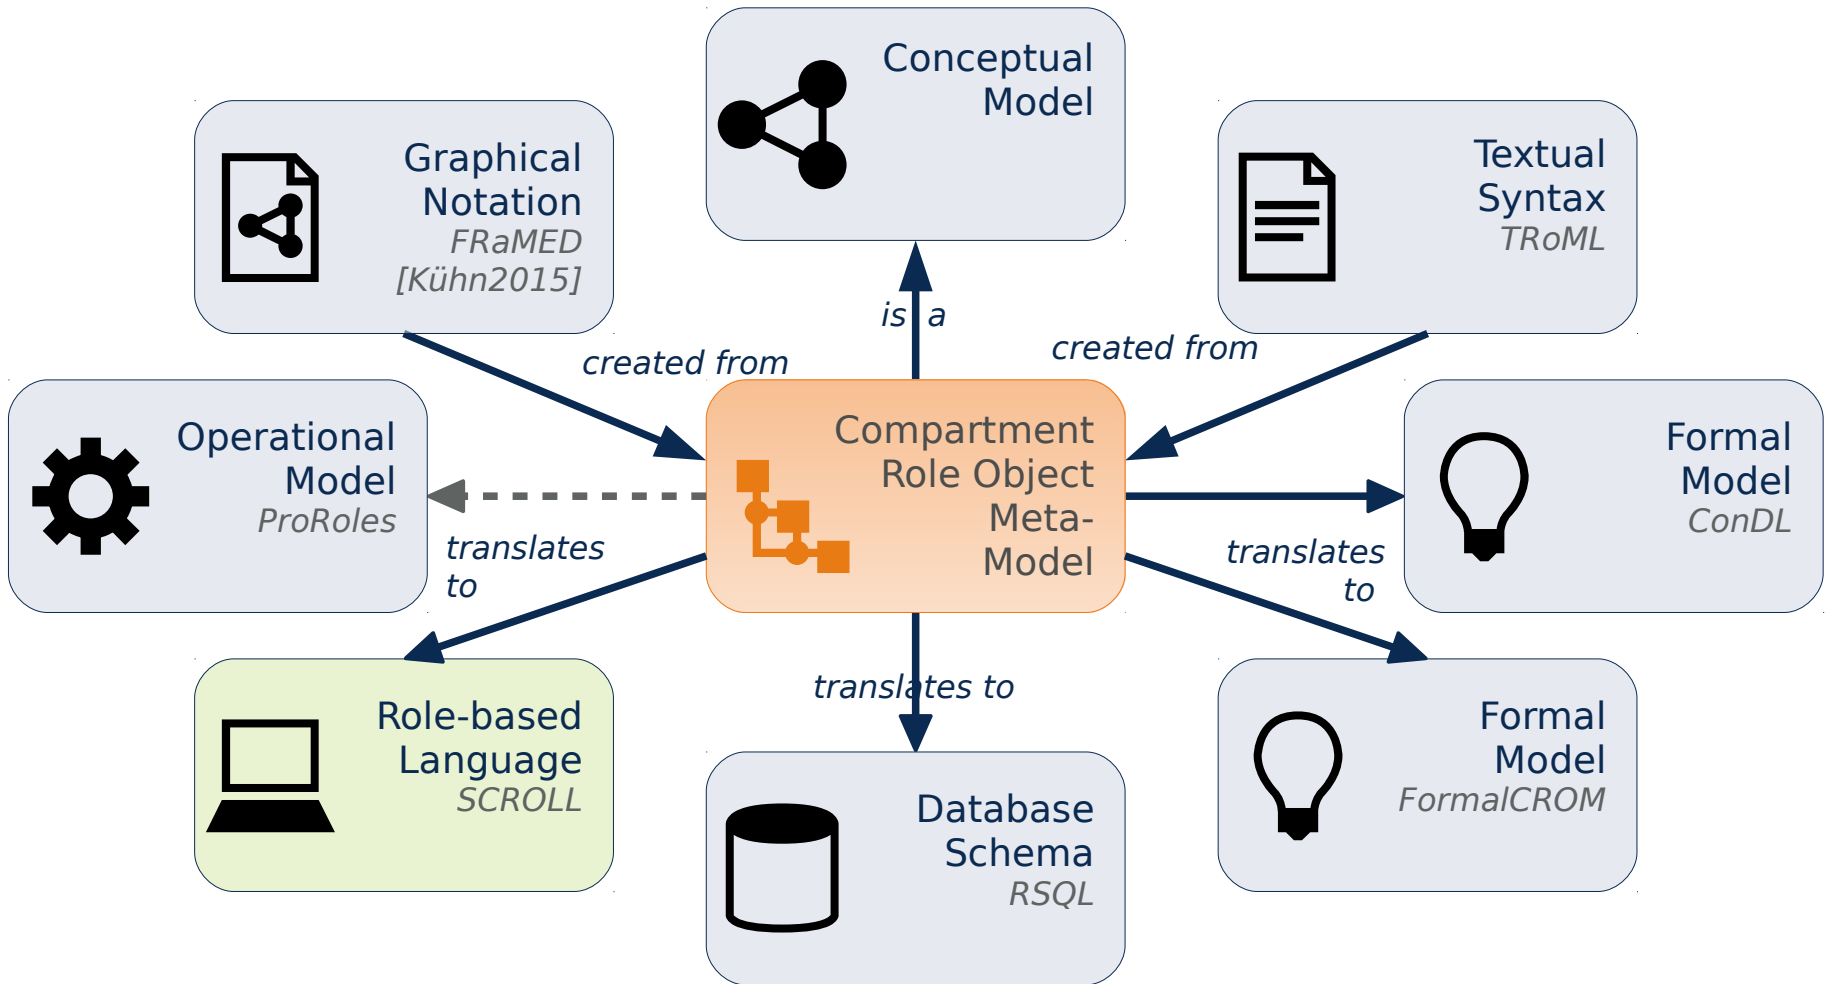 Conceptual
Model
Graphical
Notation
FRaMED
[Kühn2015]
Textual
Syntax
TRoML
is a
created from
created from
Operational
Model
ProRoles
Compartment
Role Object
Meta-
Model
Formal
Model
ConDL
translates
to
translates
to
translates to
Role-based
Language
SCROLL
Database
Schema
RSQL
Formal
Model
FormalCROM